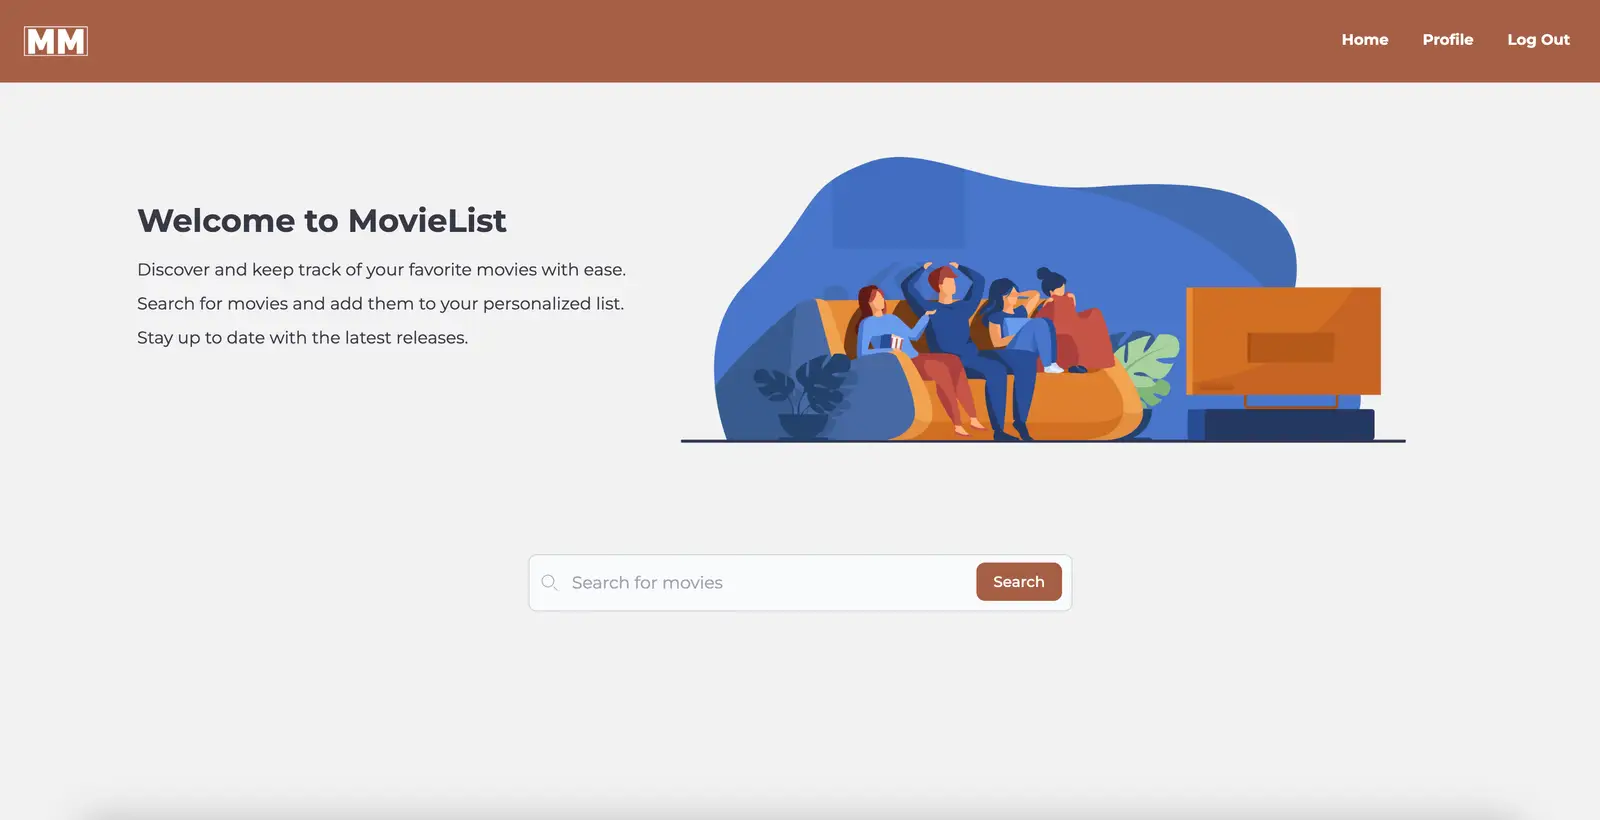 MM
Home Profile Log Out
Welcome to MovieList
Discover and keep track of your favorite movies with ease.
Search for movies and add them to your personalized list.
Stay up to date with the latest releases.
Search for movies Search